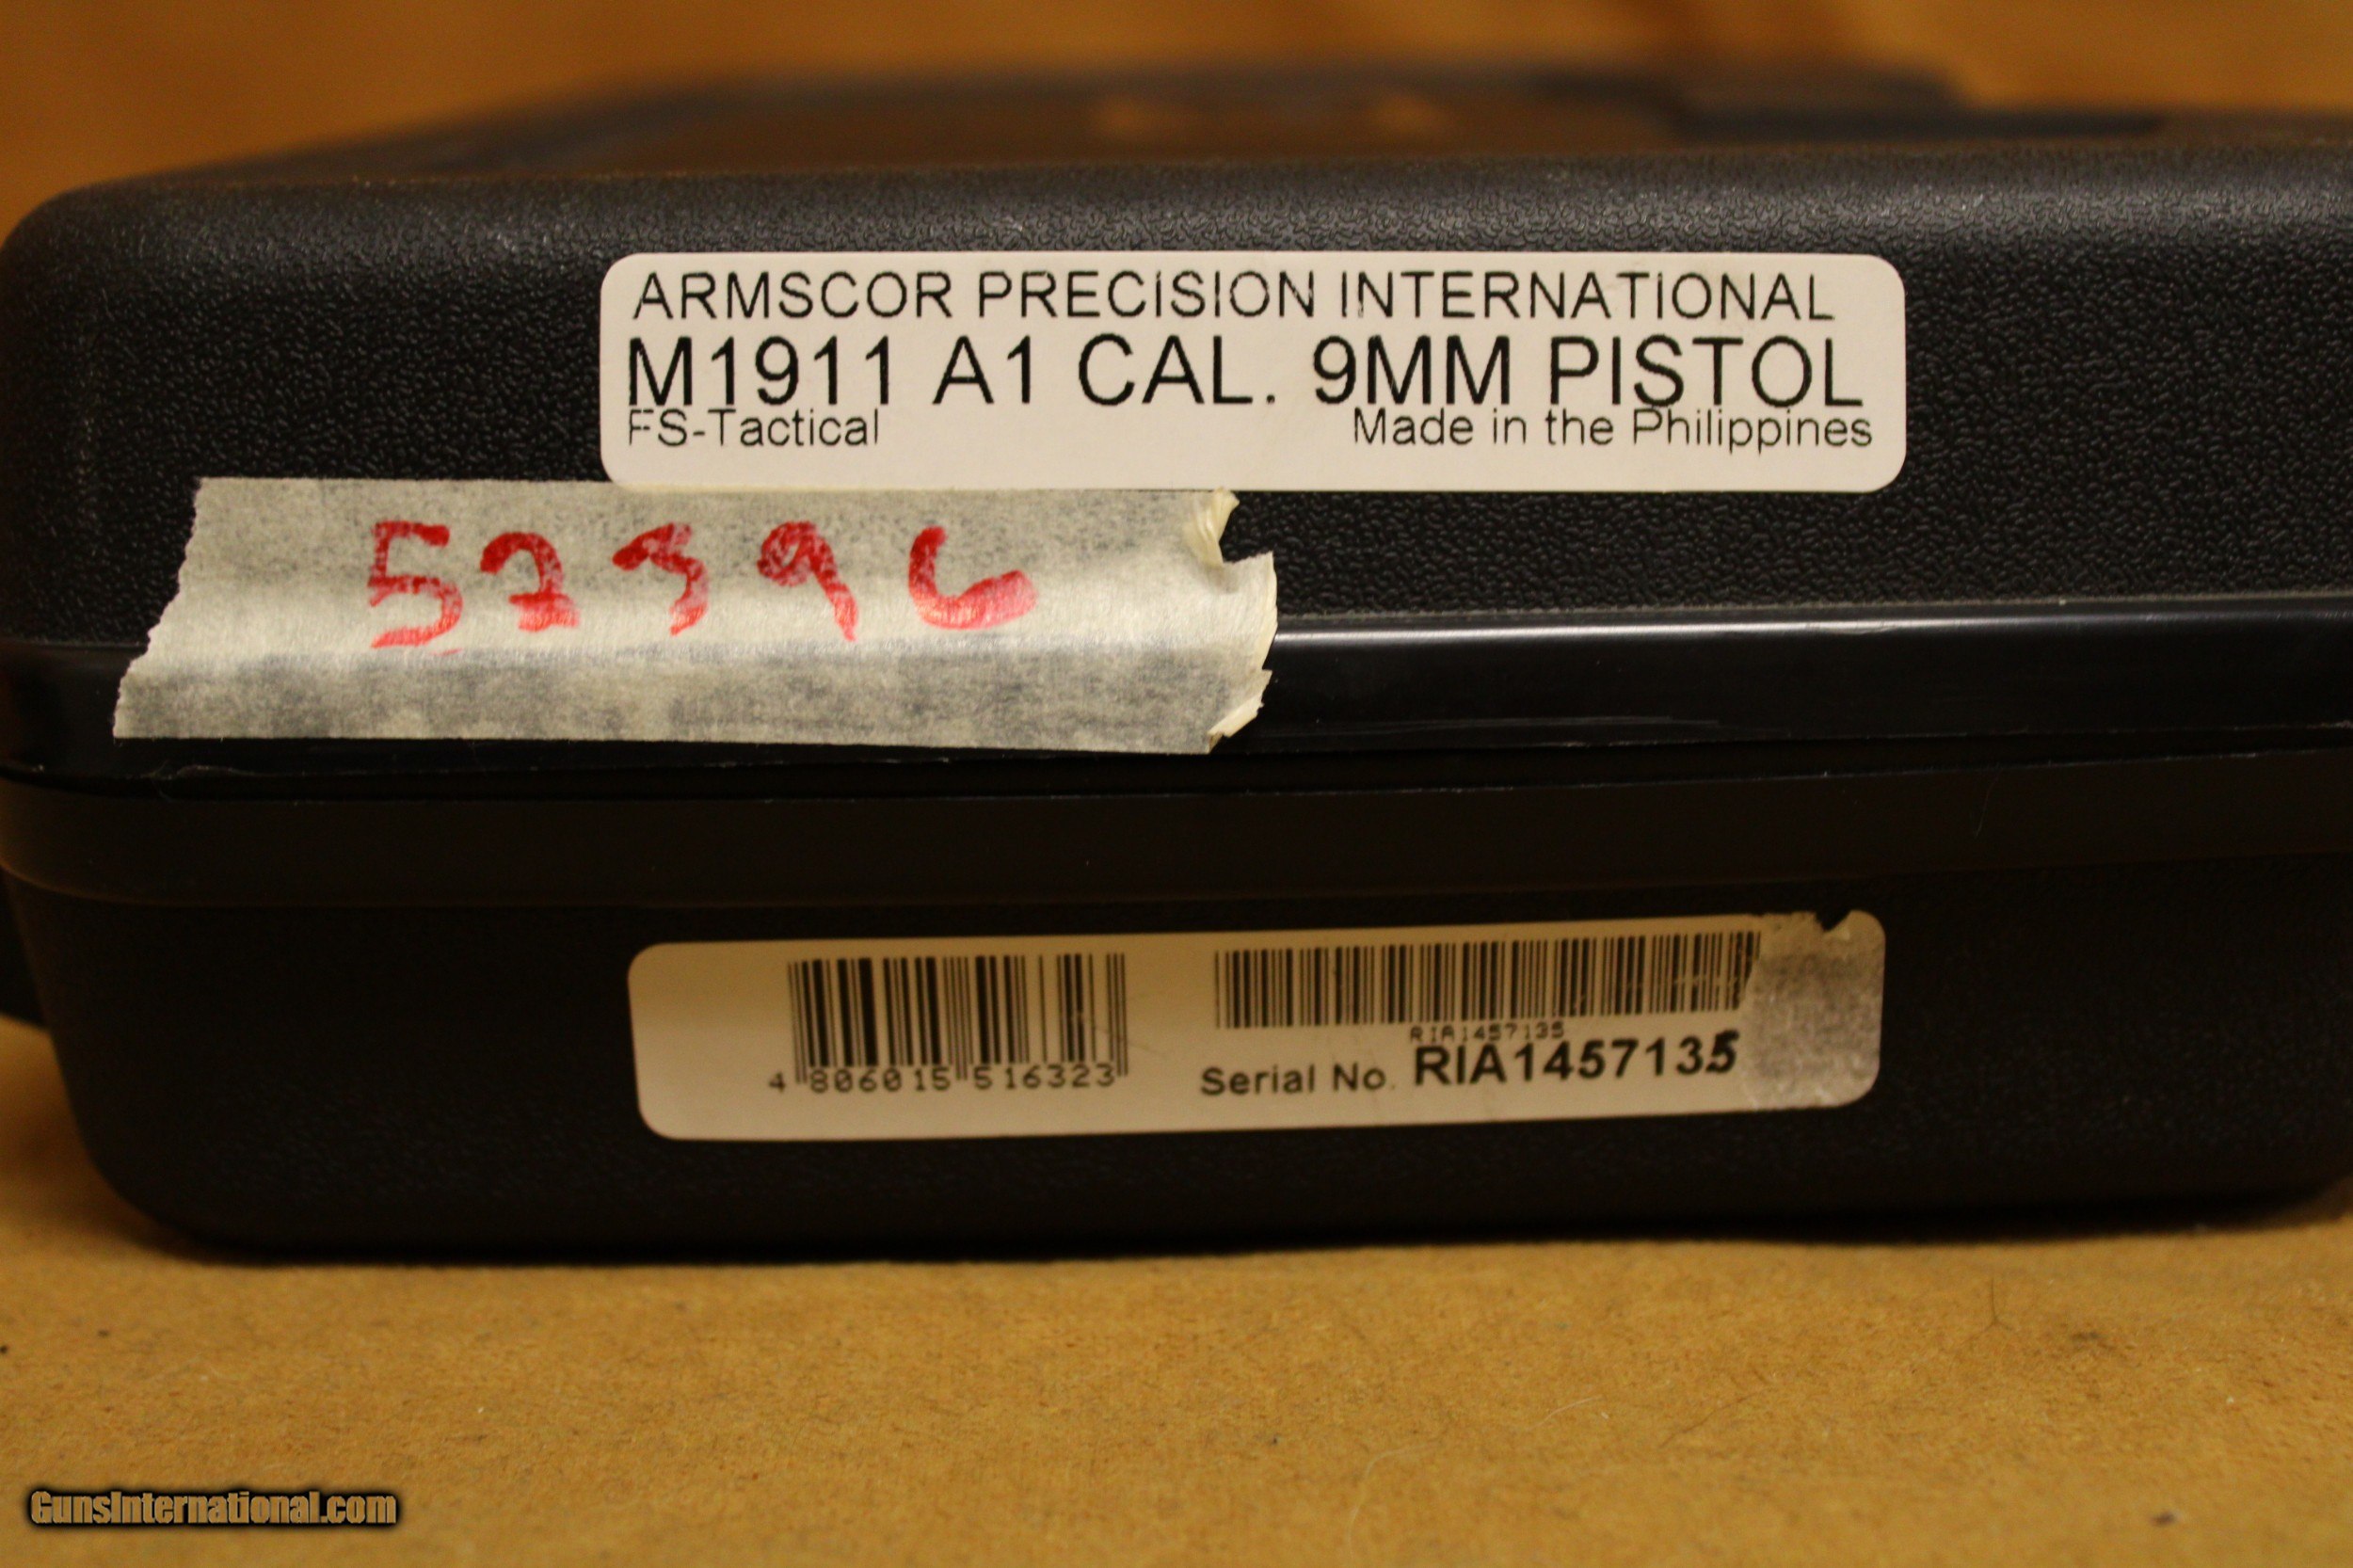 ARMSCOR PRECISION INTERNATIONAL
M1911 A1 CAL. 9MM PISTOL
FS-Tactical Made in the Philippines
57396
4 806015 516323
RIA1457135
Serial No. RIA1457135
GunsInternational.com